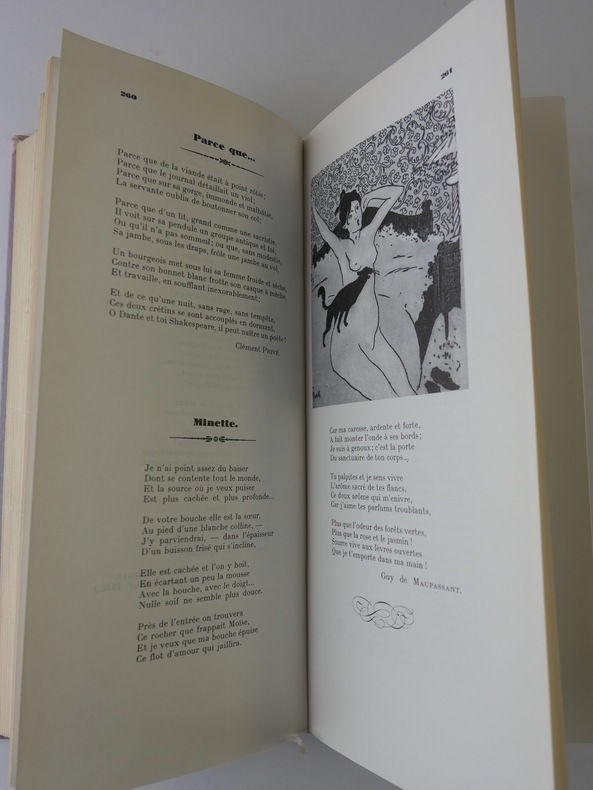 260
Parce que...
Parce que de la viande était à point rôtie;
Parce que le journal détaillait un viol;
Parce que sur sa gorge, immonde et malbâtie,
La servante oublia de boutonner son col;
Parce que d'un lit, grand comme une sacristie,
Il voit sur sa pendule un groupe antique et fol;
Ou qu'il n'a pas sommeil; ou que, sans modestie,
Sa jambe, sous les draps, frôle une jambe au vol,
Un bourgeois met sous lui sa femme froide et sèche,
Contre son bonnet blanc frotte son casque à mèche,
Et travaille, en soufflant inexorablement;
Et de ce qu'une nuit, sans rage, sans tempête,
Ces deux crétins se sont accouplés en dormant,
O Dante et toi Shakespeare, il peut naître un poète!
Clément Parcé.
Minette.
Je n'ai point assez du baiser
Dont se contente tout le monde,
Et la source où je veux puiser
Est plus cachée et plus profonde...
De votre bouche elle est la sœur.
Au pied d'une blanche colline, —
J'y parviendrai, — dans l'épaisseur
D'un buisson frisé qui s'incline,
Elle est cachée et l'on y boit,
En écartant un peu la mousse
Avec la bouche, avec le doigt...
Nulle soif ne semble plus douce.
Près de l'entrée on trouvera
Ce rocher que frappait Moïse,
Et je veux que ma bouche épuise
Ce flot d'amour qui jaillira.
261
Car ma caresse, ardente et forte,
A fait monter l'onde à ses bords;
Je suis à genoux; c'est la porte
Du sanctuaire de ton corps...
Tu palpites et je sens vivre
L'arôme sacré de tes flancs,
Ce doux arôme qui m'enivre,
Car j'aime tes parfums troublants,
Plus que l'odeur des forêts vertes,
Plus que la rose et le jasmin!
Source vive aux lèvres ouvertes
Que je t'emporte dans ma main!
Guy de MAUPASSANT.